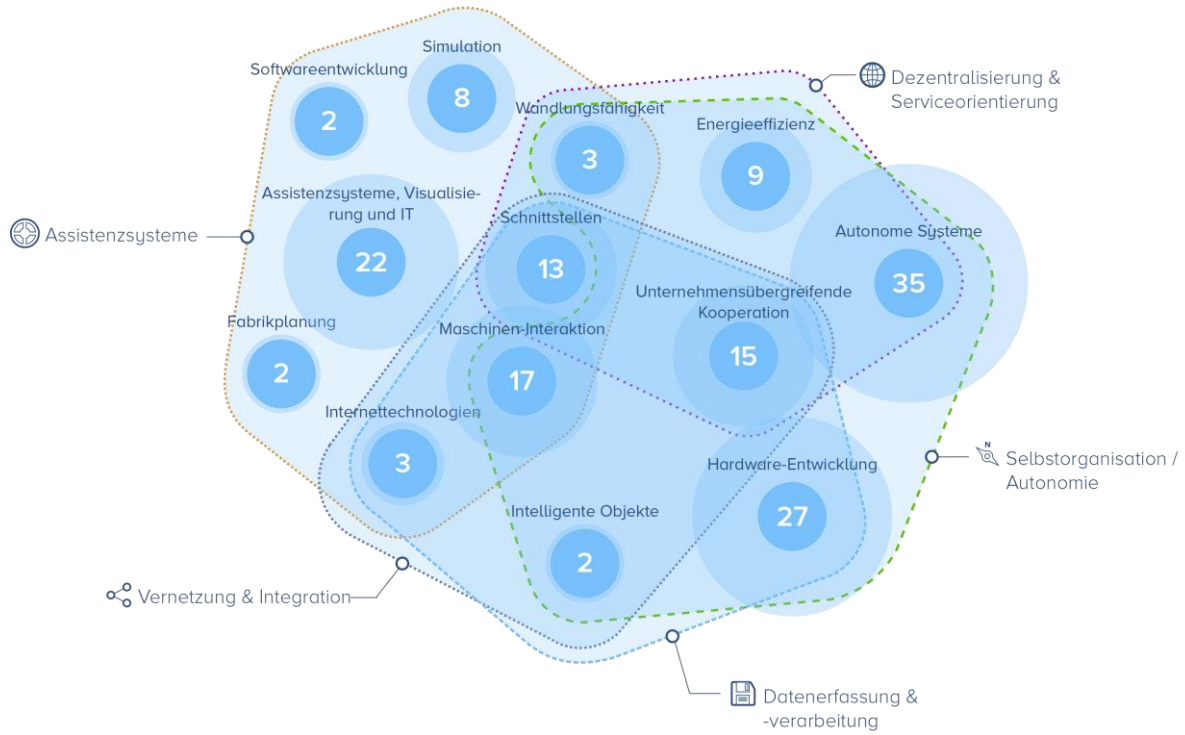 Simulation
Softwareentwicklung
8
2
Wandlungsfähigkeit
3
Dezentralisierung &
Serviceorientierung
Energieeffizienz
9
Assistenzsysteme, Visualisie-
rung und IT
22
Schnittstellen
13
Autonome Systeme
35
Assistenzsysteme
Unternehmensübergreifende
Kooperation
15
Fabrikplanung
2
Maschinen-Interaktion
17
Internettechnologien
3
Hardware-Entwicklung
27
N
Selbstorganisation /
Autonomie
Intelligente Objekte
2
Vernetzung & Integration
Datenerfassung &
-verarbeitung